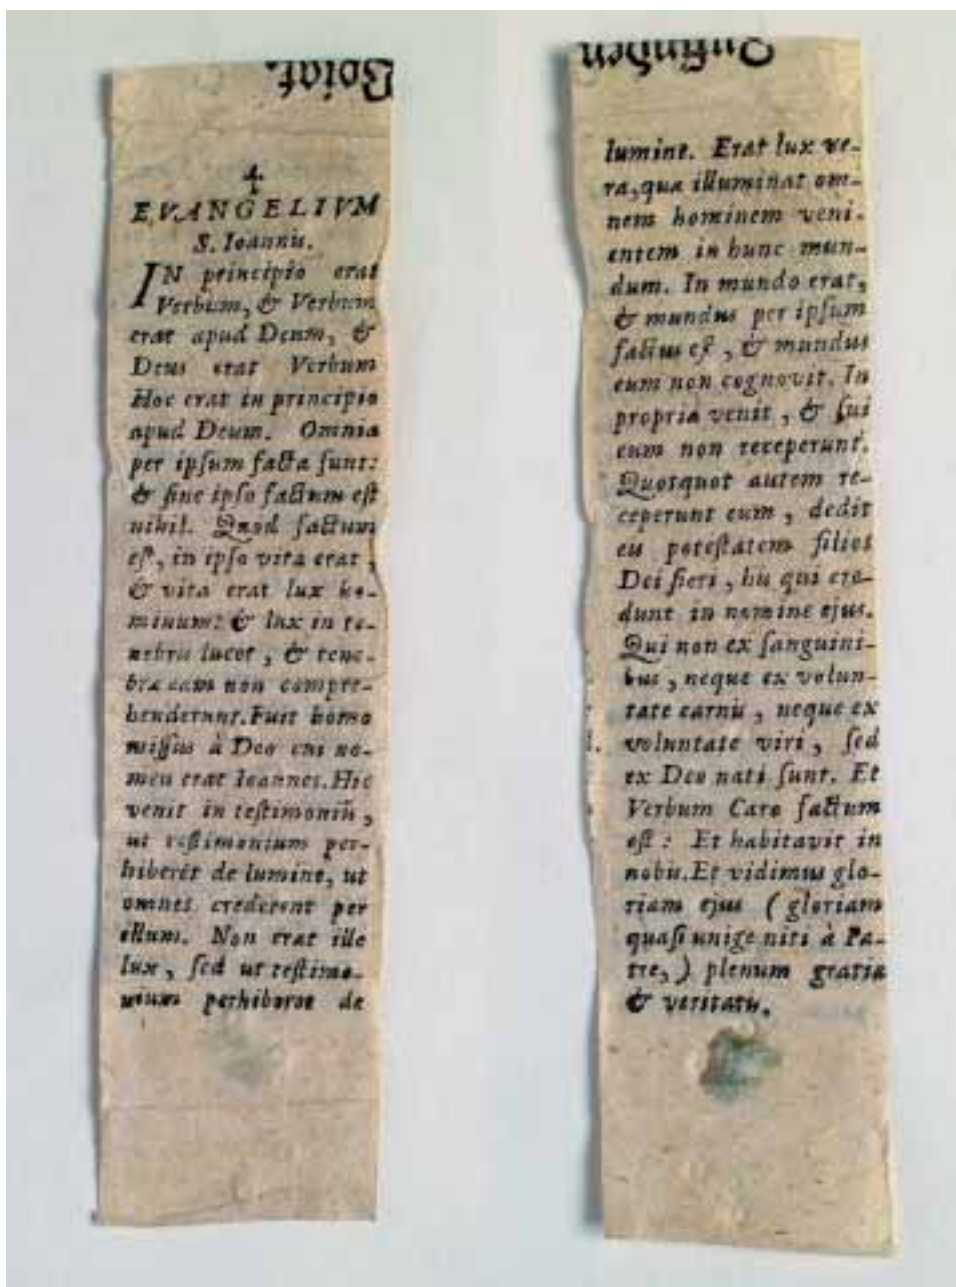 Bojat.
EVANGELIVM
S. Ioannis.
IN principio erat
Verbum, & Verbum
erat apud Deum, &
Deus erat Verbum
Hoc erat in principio
apud Deum. Omnia
per ipſum facta ſunt:
& ſine ipſo factum eſt
nihil. Quod factum
eſt, in ipſo vita erat,
& vita erat lux ho-
minum: & lux in te-
nebris lucet, & tene-
bræ eam non compre-
henderunt. Fuit homo
miſſus à Deo cui no-
men erat Ioannes. Hic
venit in teſtimoniũ,
ut teſtimonium per-
hiberet de lumine, ut
omnes crederent per
illum. Non erat ille
lux, ſed ut teſtimo-
nium perhiberet de
lumine. Erat lux ve-
ra, quæ illuminat om-
nem hominem veni-
entem in hunc mun-
dum. In mundo erat,
& mundus per ipſum
factus eſt, & mundus
eum non cognovit. In
propria venit, & ſui
eum non receperunt.
Quotquot autem re-
ceperunt eum, dedit
eis poteſtatem filios
Dei fieri, his qui cre-
dunt in nomine ejus.
Qui non ex ſanguini-
bus, neque ex volun-
tate carnis, neque ex
voluntate viri, ſed
ex Deo nati ſunt. Et
Verbum Caro factum
eſt: Et habitavit in
nobis. Et vidimus glo-
riam ejus (gloriam
quaſi unige niti à Pa-
tre,) plenum gratiæ
& veritatis.